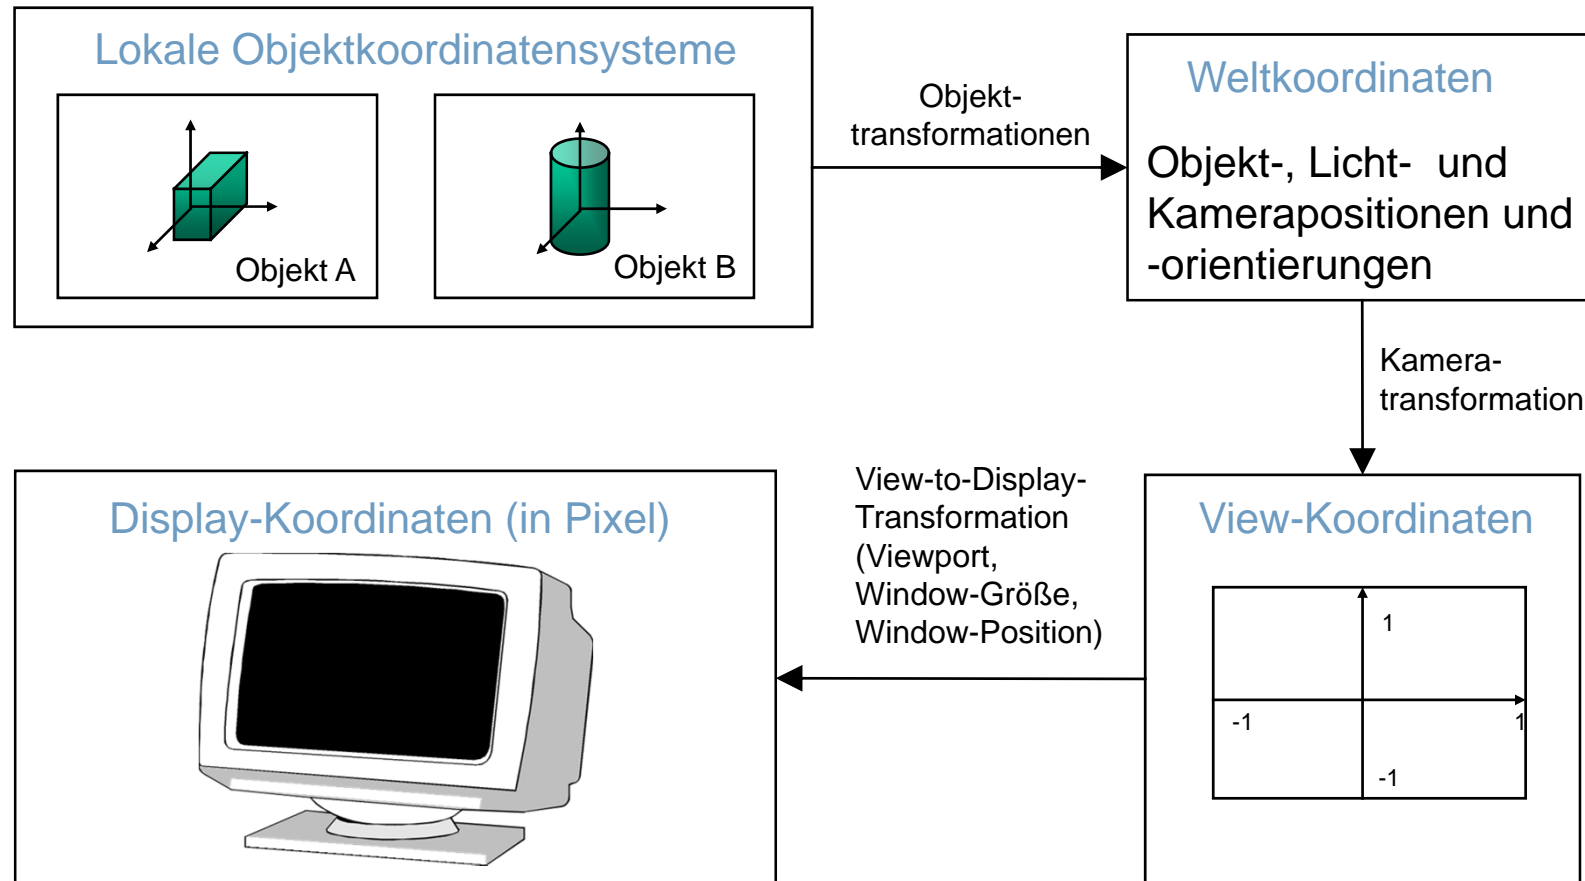 Lokale Objektkoordinatensysteme
Objekt A
Objekt B
Objekt-
transformationen
Weltkoordinaten
Objekt-, Licht- und
Kamerapositionen und
-orientierungen
Kamera-
transformation
View-Koordinaten
1
-1
1
-1
View-to-Display-
Transformation
(Viewport,
Window-Größe,
Window-Position)
Display-Koordinaten (in Pixel)